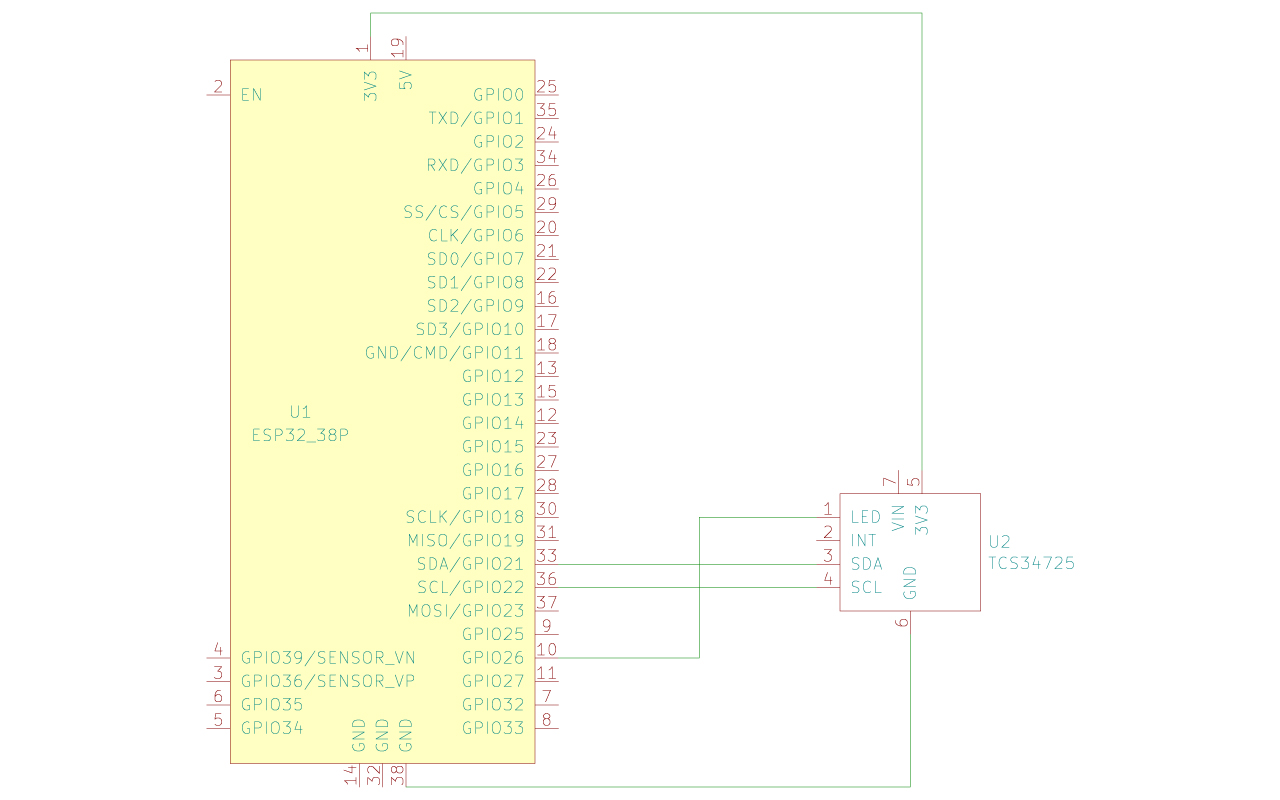 1
19
3V3
5V
2
EN
GPIO0
25
TXD/GPIO1
35
GPIO2
24
RXD/GPIO3
34
GPIO4
26
SS/CS/GPIO5
29
CLK/GPIO6
20
SD0/GPIO7
21
SD1/GPIO8
22
SD2/GPIO9
16
SD3/GPIO10
17
GND/CMD/GPIO11
18
GPIO12
13
GPIO13
15
U1
ESP32_38P
GPIO14
12
GPIO15
23
GPIO16
27
GPIO17
28
SCLK/GPIO18
30
MISO/GPIO19
31
SDA/GPIO21
33
SCL/GPIO22
36
MOSI/GPIO23
37
GPIO25
9
4
GPIO39/SENSOR_VN
GPIO26
10
3
GPIO36/SENSOR_VP
GPIO27
11
6
GPIO35
GPIO32
7
5
GPIO34
GPIO33
8
GND
GND
GND
14
32
38
7
5
VIN
3V3
1
LED
2
INT
3
SDA
4
SCL
GND
6
U2
TCS34725